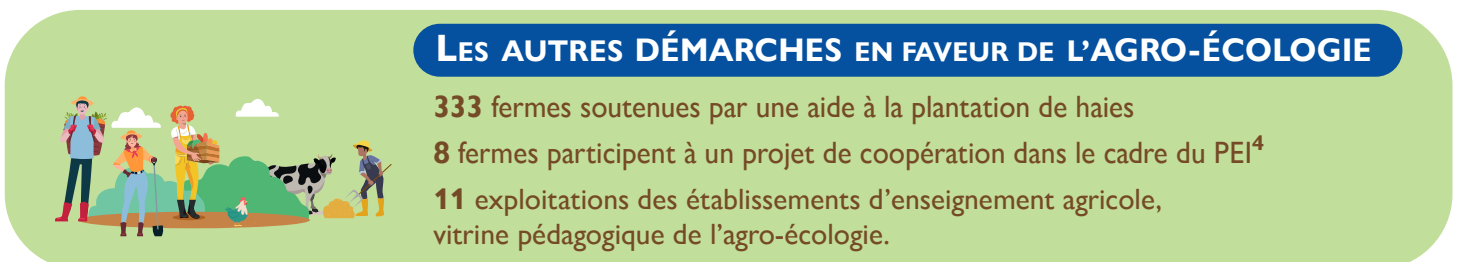 LES AUTRES DÉMARCHES EN FAVEUR DE L’AGRO-ÉCOLOGIE
333 fermes soutenues par une aide à la plantation de haies
8 fermes participent à un projet de coopération dans le cadre du PEI⁴
11 exploitations des établissements d’enseignement agricole,
vitrine pédagogique de l’agro-écologie.